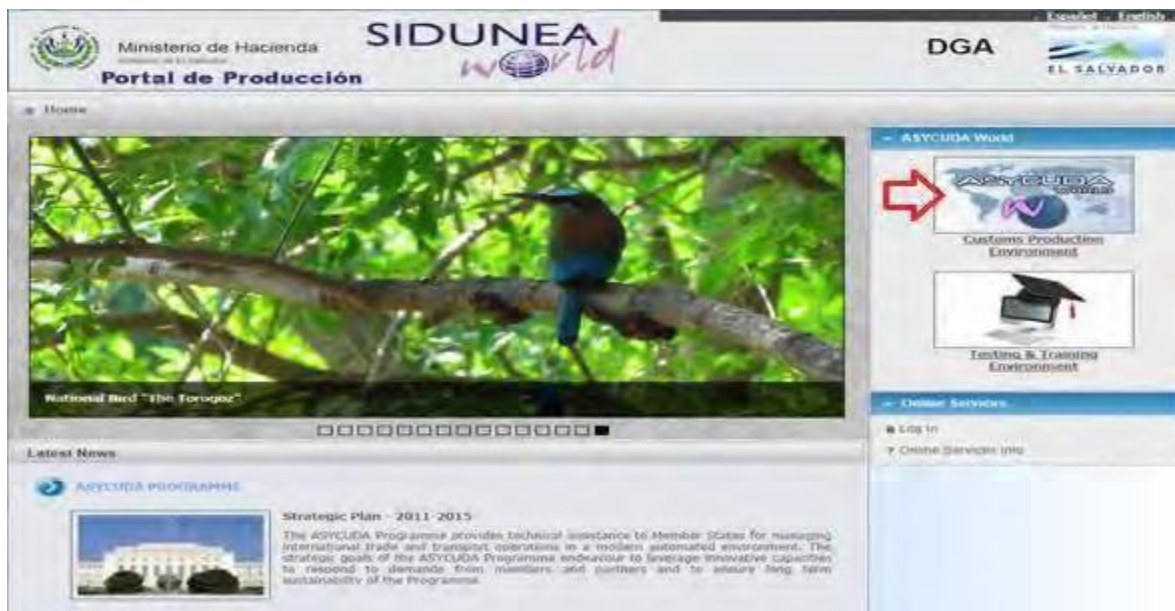 Español English
Ministerio de Hacienda
Portal de Producción
SIDUNEA
world
DGA
EL SALVADOR
Home
ASYCUDA World
ASYCUDA
WORLD
Customs Production
Environment
Testing & Training
Environment
National Bird "The Torogoz"
Online Services
Log In
Online Services Info
Latest News
ASYCUDA PROGRAMME
Strategic Plan - 2011-2015
The ASYCUDA Programme provides technical assistance to Member States for managing
international trade and transport operations in a modern automated environment. The
strategic goals of the ASYCUDA Programme endeavour to leverage innovative capacities
to respond to demands from members and partners and to ensure long term
sustainability of the Programme